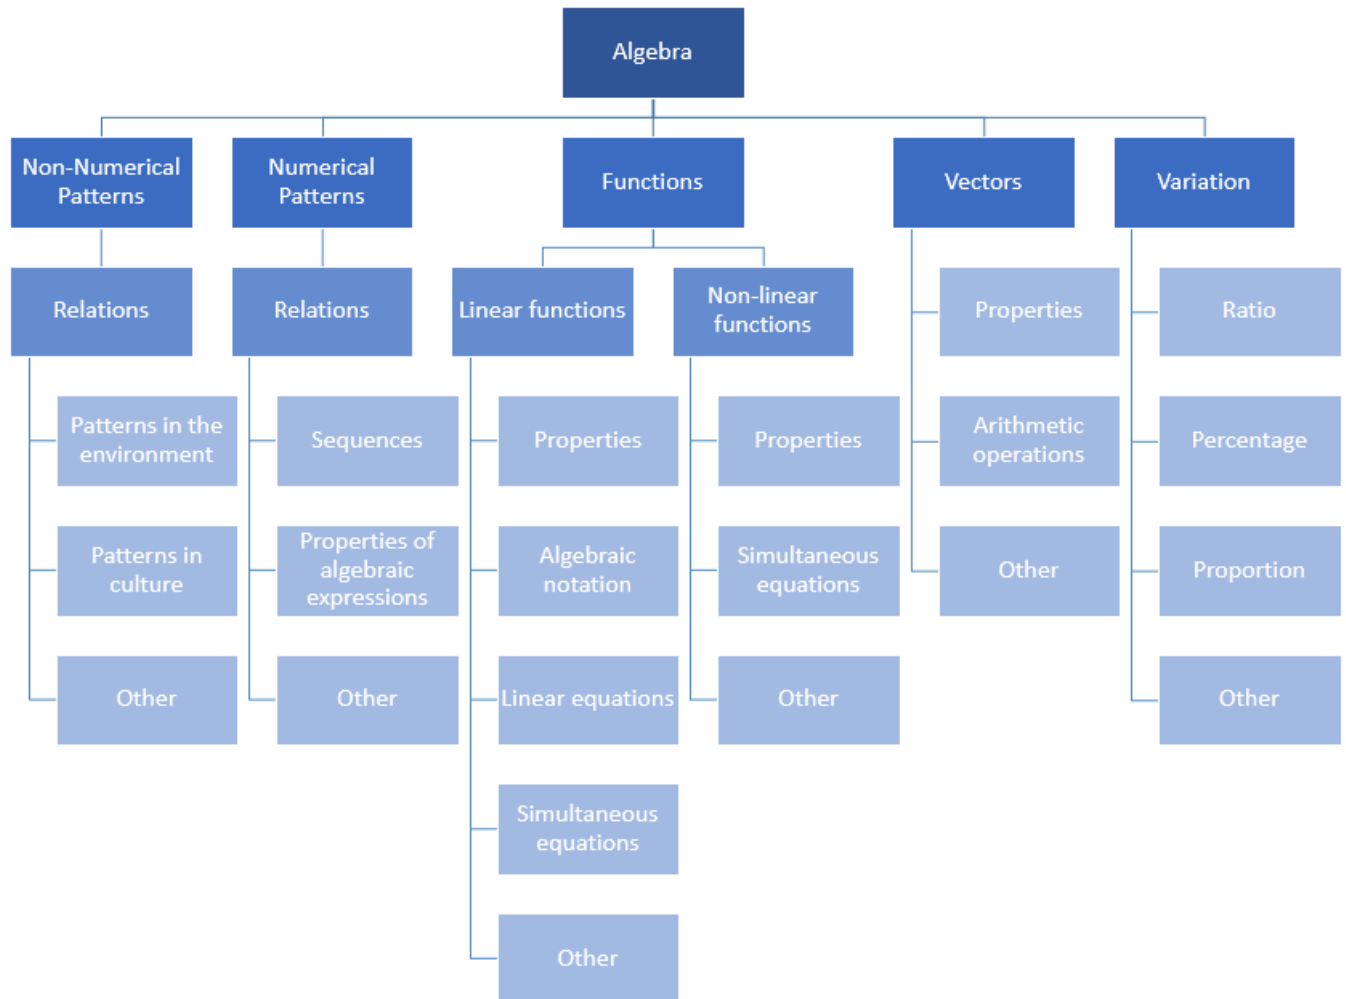 Algebra
Non-Numerical
Patterns
Numerical
Patterns
Functions
Vectors
Variation
Relations
Relations
Linear functions
Non-linear
functions
Properties
Ratio
Patterns in the
environment
Sequences
Properties
Properties
Arithmetic
operations
Percentage
Patterns in
culture
Properties of
algebraic
expressions
Algebraic
notation
Simultaneous
equations
Other
Proportion
Other
Other
Linear equations
Other
Other
Simultaneous
equations
Other